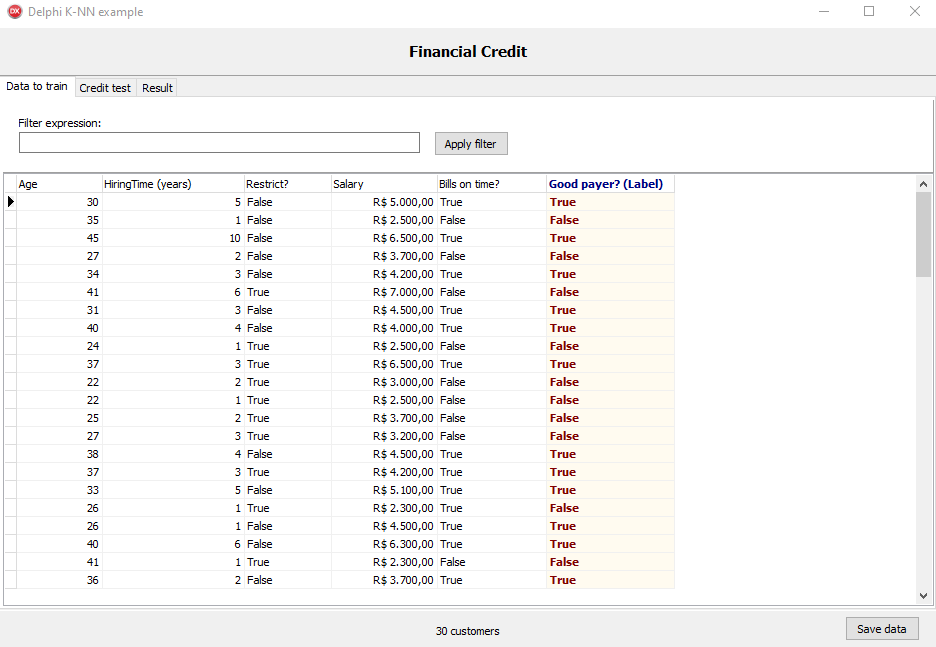 DX Delphi K-NN example
Financial Credit
Data to train Credit test Result
Filter expression:
Apply filter
Age HiringTime (years) Restrict? Salary Bills on time? Good payer? (Label)
30 5 False R$ 5.000,00 True True
35 1 False R$ 2.500,00 False False
45 10 False R$ 6.500,00 True True
27 2 False R$ 3.700,00 False False
34 3 False R$ 4.200,00 True True
41 6 True R$ 7.000,00 False False
31 3 False R$ 4.500,00 True True
40 4 False R$ 4.000,00 True True
24 1 True R$ 2.500,00 False False
37 3 True R$ 6.500,00 True True
22 2 True R$ 3.000,00 False False
22 1 True R$ 2.500,00 False False
25 2 True R$ 3.700,00 False False
27 3 True R$ 3.200,00 False False
38 4 False R$ 4.500,00 True True
37 3 True R$ 4.200,00 True True
33 5 False R$ 5.100,00 True True
26 1 True R$ 2.300,00 True False
26 1 False R$ 4.500,00 True True
40 6 False R$ 6.300,00 True True
41 1 True R$ 2.300,00 False False
36 2 False R$ 3.700,00 True True
30 customers
Save data